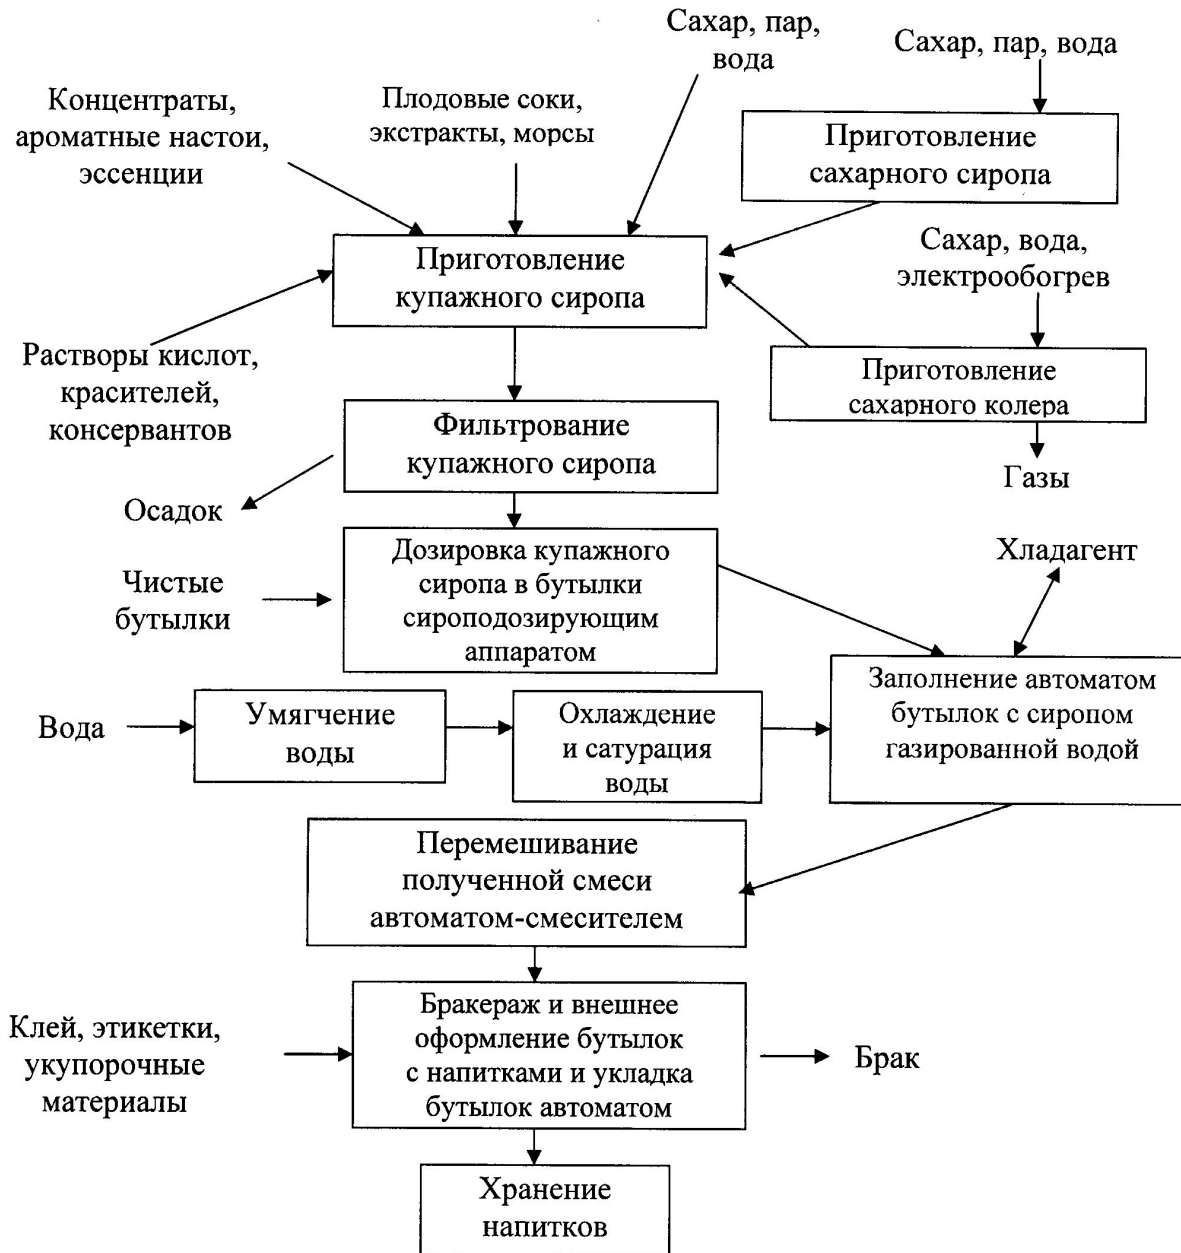 Сахар, пар,
вода
Сахар, пар, вода
Концентраты,
ароматные настои,
эссенции
Плодовые соки,
экстракты, морсы
Приготовление
сахарного сиропа
Приготовление
купажного сиропа
Сахар, вода,
электрообогрев
Растворы кислот,
красителей,
консервантов
Приготовление
сахарного колера
Газы
Фильтрование
купажного сиропа
Осадок
Дозировка купажного
сиропа в бутылки
сироподозирующим
аппаратом
Чистые
бутылки
Хладагент
Заполнение автоматом
бутылок с сиропом
газированной водой
Вода
Умягчение
воды
Охлаждение
и сатурация
воды
Перемешивание
полученной смеси
автоматом-смесителем
Клей, этикетки,
укупорочные
материалы
Бракераж и внешнее
оформление бутылок
с напитками и укладка
бутылок автоматом
Брак
Хранение
напитков